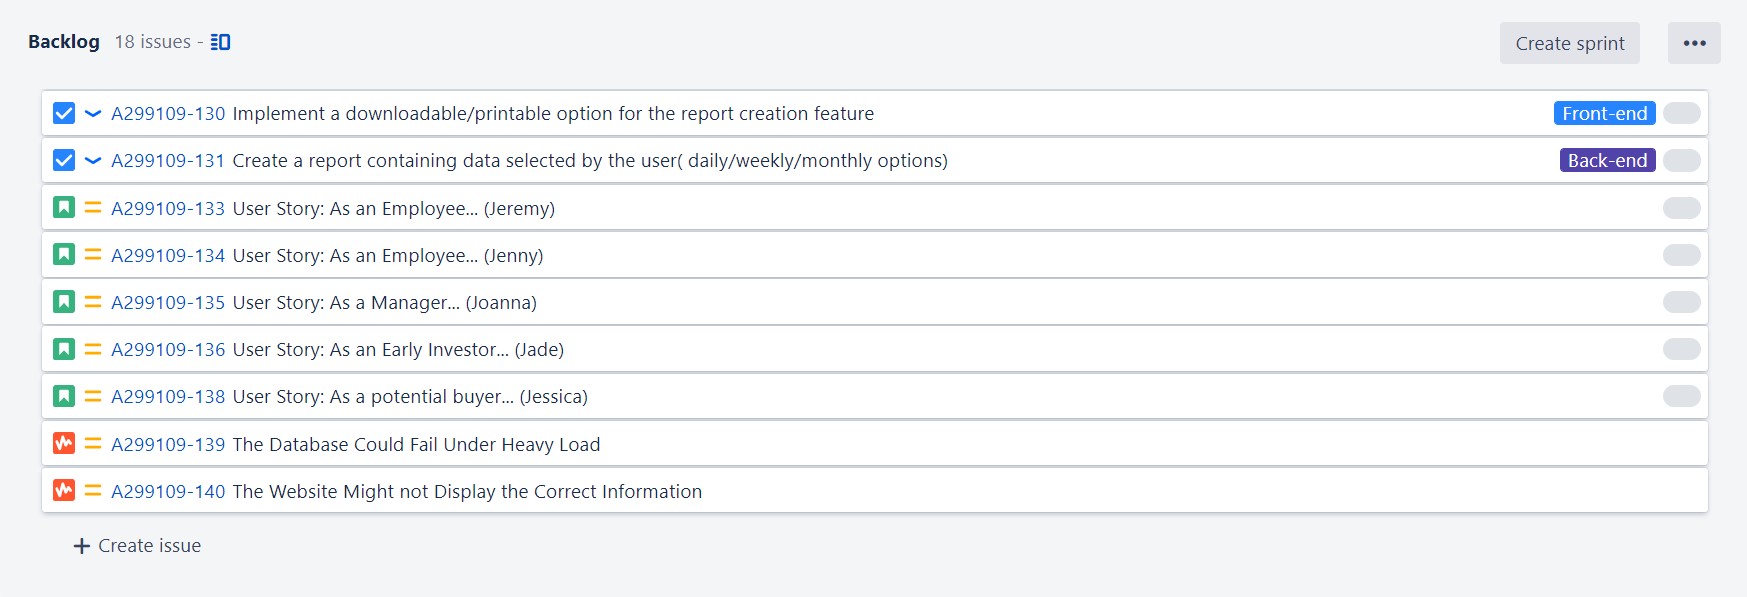 Backlog 18 issues - Create sprint
A299109-130 Implement a downloadable/printable option for the report creation feature Front-end
A299109-131 Create a report containing data selected by the user( daily/weekly/monthly options) Back-end
A299109-133 User Story: As an Employee... (Jeremy)
A299109-134 User Story: As an Employee... (Jenny)
A299109-135 User Story: As a Manager... (Joanna)
A299109-136 User Story: As an Early Investor... (Jade)
A299109-138 User Story: As a potential buyer... (Jessica)
A299109-139 The Database Could Fail Under Heavy Load
A299109-140 The Website Might not Display the Correct Information
+ Create issue